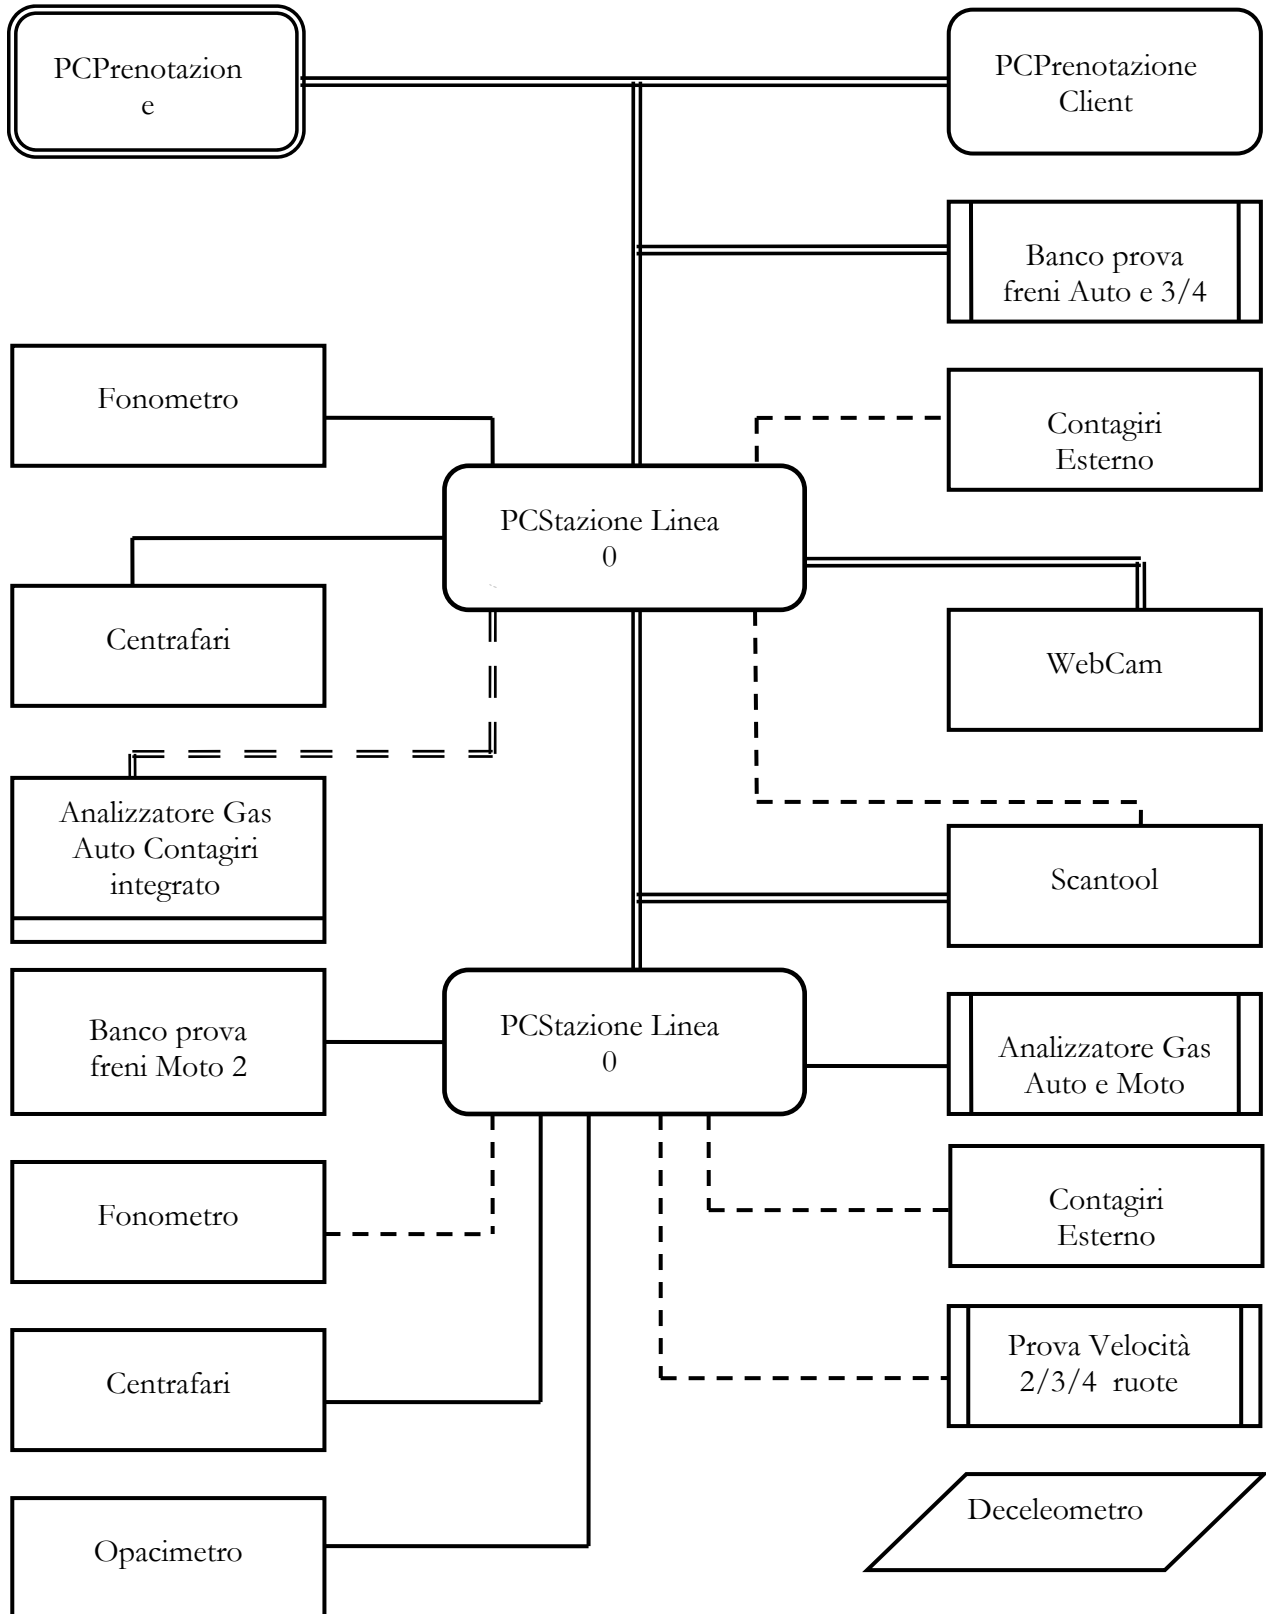 PCPrenotazion
e
PCPrenotazione
Client
Banco prova
freni Auto e 3/4
Fonometro
Contagiri
Esterno
PCStazione Linea
0
Centrafari
WebCam
Analizzatore Gas
Auto Contagiri
integrato
Scantool
Banco prova
freni Moto 2
PCStazione Linea
0
Analizzatore Gas
Auto e Moto
Fonometro
Contagiri
Esterno
Centrafari
Prova Velocità
2/3/4 ruote
Opacimetro
Deceleometro